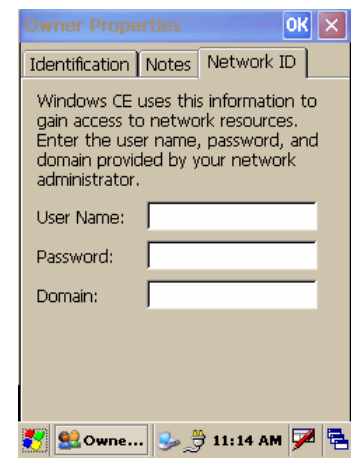 Owner Properties OK
Identification Notes Network ID
Windows CE uses this information to
gain access to network resources.
Enter the user name, password, and
domain provided by your network
administrator.
User Name:
Password:
Domain:
Owne... 11:14 AM